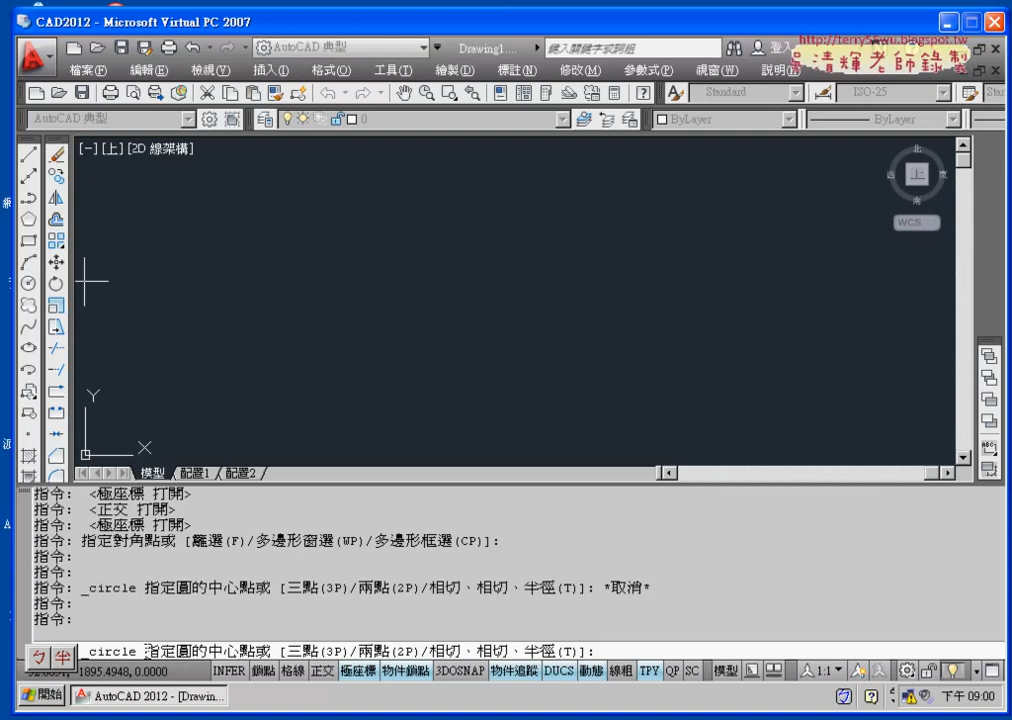 CAD2012 - Microsoft Virtual PC 2007
AutoCAD 典型
Drawing1....
鍵入關鍵字或詞組
登入
http://terry55wu.blogspot.tw
吳清輝老師錄製
檔案(F) 編輯(E) 檢視(V) 插入(I) 格式(O) 工具(T) 繪製(D) 標註(N) 修改(M) 參數式(P) 視窗(W) 說明
Standard ISO-25
AutoCAD 典型 0 ByLayer ByLayer
[-][上][2D 線架構]
北
西 上 東
南
WCS
Y
X
模型 配置1 配置2
指令: <極座標 打開>
指令: <正交 打開>
指令: <極座標 打開>
指令: 指定對角點或 [籬選(F)/多邊形窗選(WP)/多邊形框選(CP)]:
指令:
指令:
指令: _circle 指定圓的中心點或 [三點(3P)/兩點(2P)/相切、相切、半徑(T)]: *取消*
指令:
指令:
ㄅ 半 _circle 指定圓的中心點或 [三點(3P)/兩點(2P)/相切、相切、半徑(T)]:
1895.4948, 0.0000 INFER 鎖點 格線 正交 極座標 物件鎖點 3DOSNAP 物件追蹤 DUCS 動態 線粗 TPY QP SC 模型 1:1
開始 AutoCAD 2012 - [Drawin... 下午 09:00